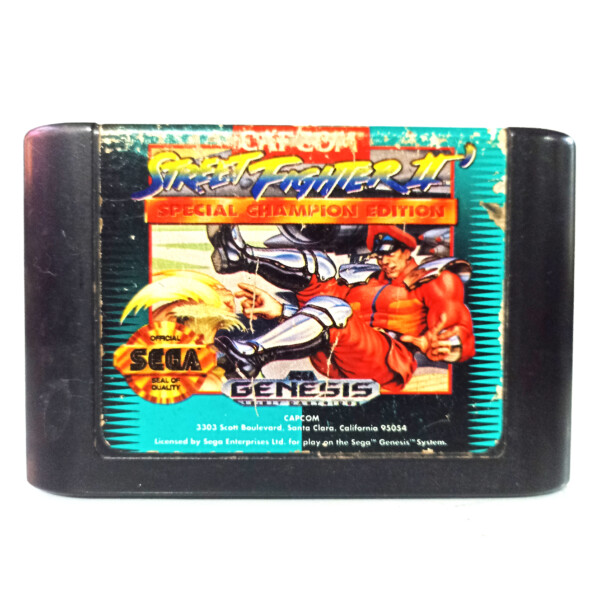 CAPCOM
STREET FIGHTER II'
SPECIAL CHAMPION EDITION
OFFICIAL
SEGA
SEAL OF
QUALITY
GENESIS
CAPCOM
3303 Scott Boulevard, Santa Clara, California 95054
Licensed by Sega Enterprises Ltd. for play on the Sega™ Genesis™ System.